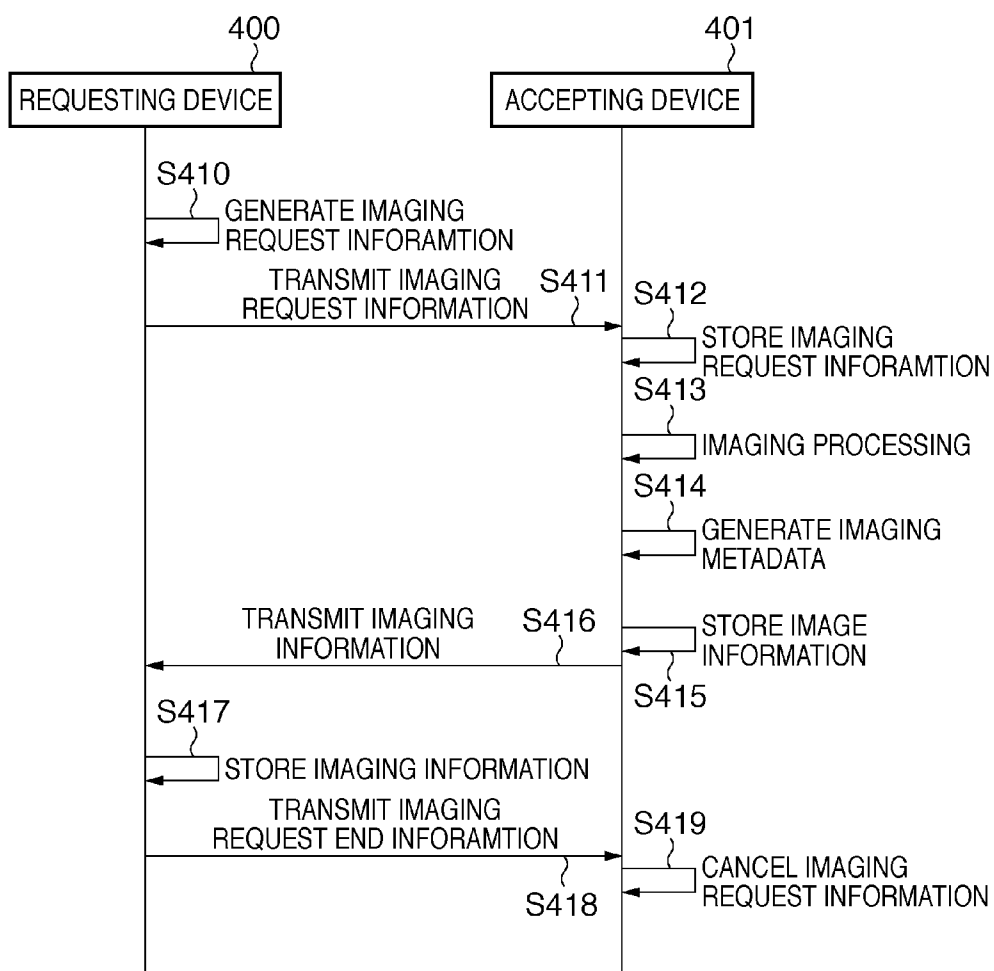 400
401
REQUESTING DEVICE
ACCEPTING DEVICE
S410
GENERATE IMAGING
REQUEST INFORAMTION
TRANSMIT IMAGING
REQUEST INFORMATION
S411
S412
STORE IMAGING
REQUEST INFORAMTION
S413
IMAGING PROCESSING
S414
GENERATE IMAGING
METADATA
TRANSMIT IMAGING
INFORMATION
S416
STORE IMAGE
INFORMATION
S415
S417
STORE IMAGING INFORMATION
TRANSMIT IMAGING
REQUEST END INFORAMTION
S418
S419
CANCEL IMAGING
REQUEST INFORMATION